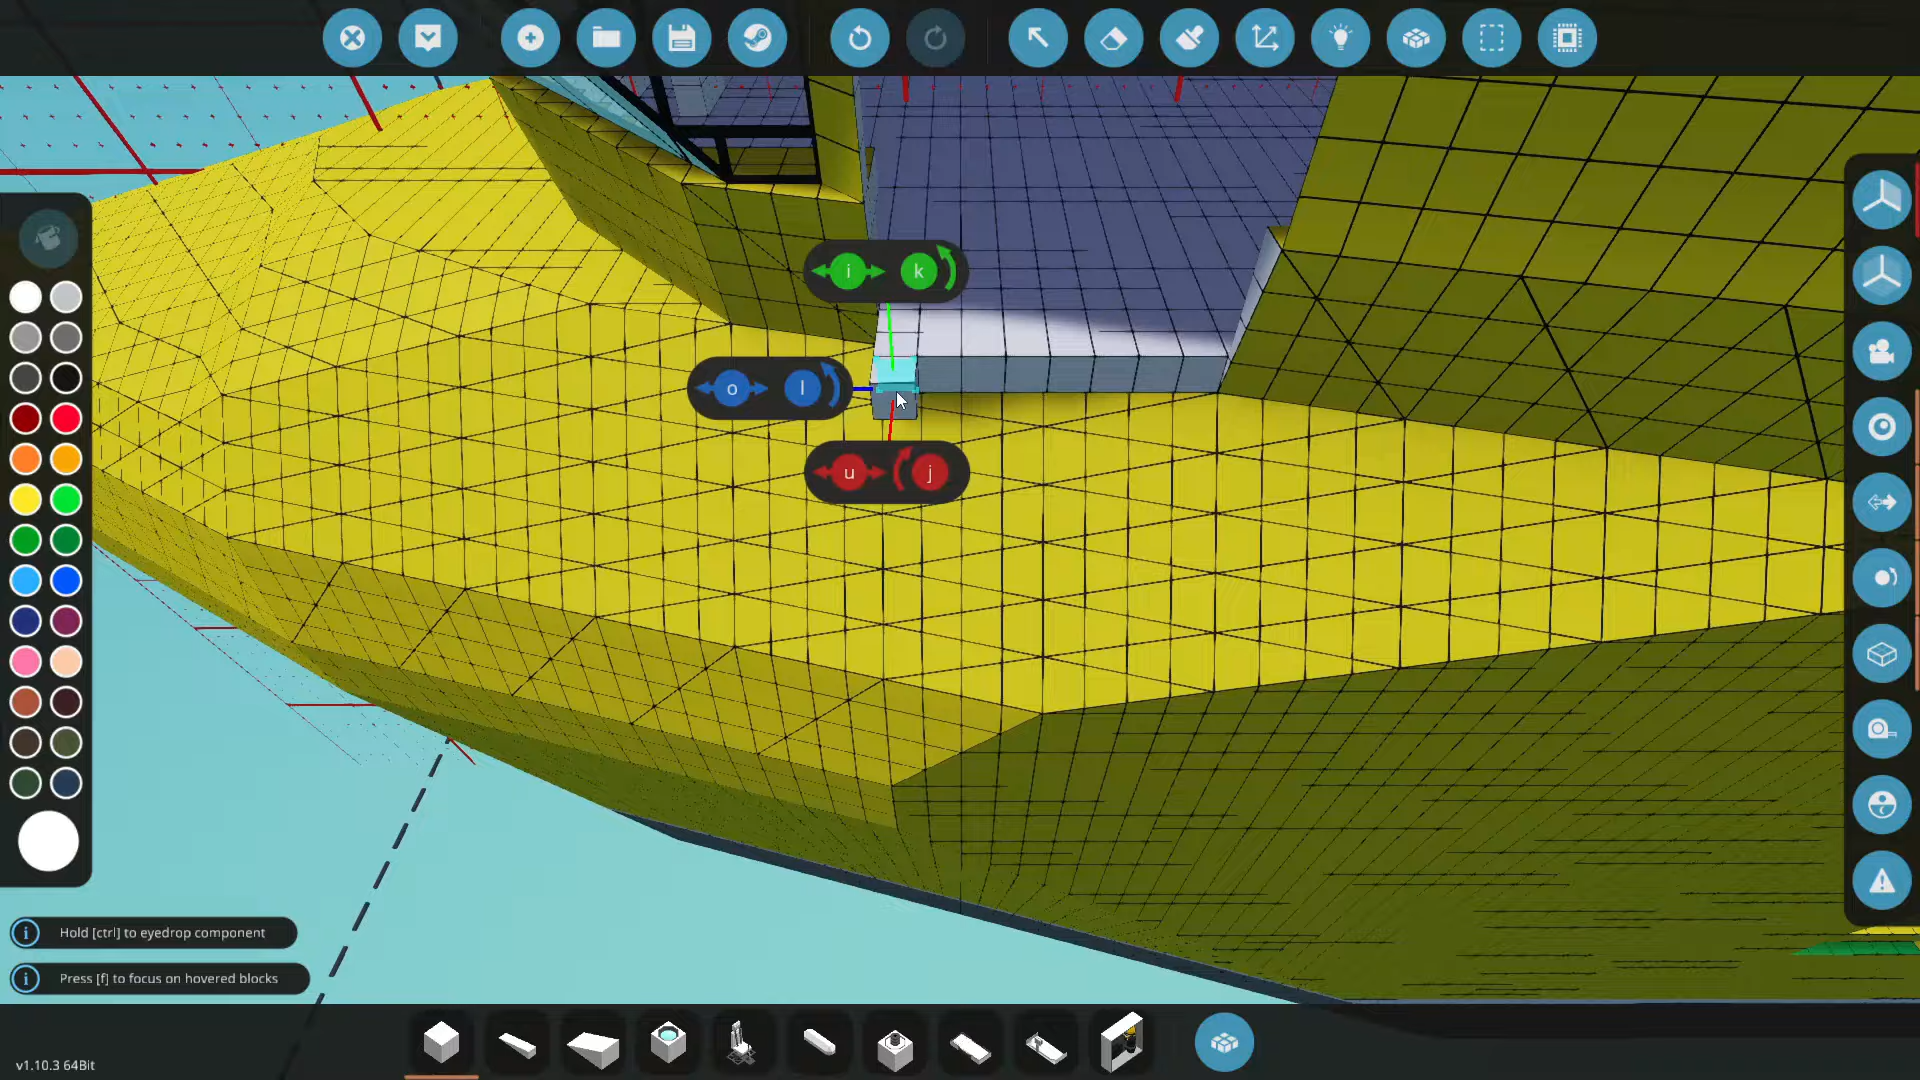 i k
o l
u j
Hold [ctrl] to eyedrop component
Press [f] to focus on hovered blocks
v1.10.3 64Bit